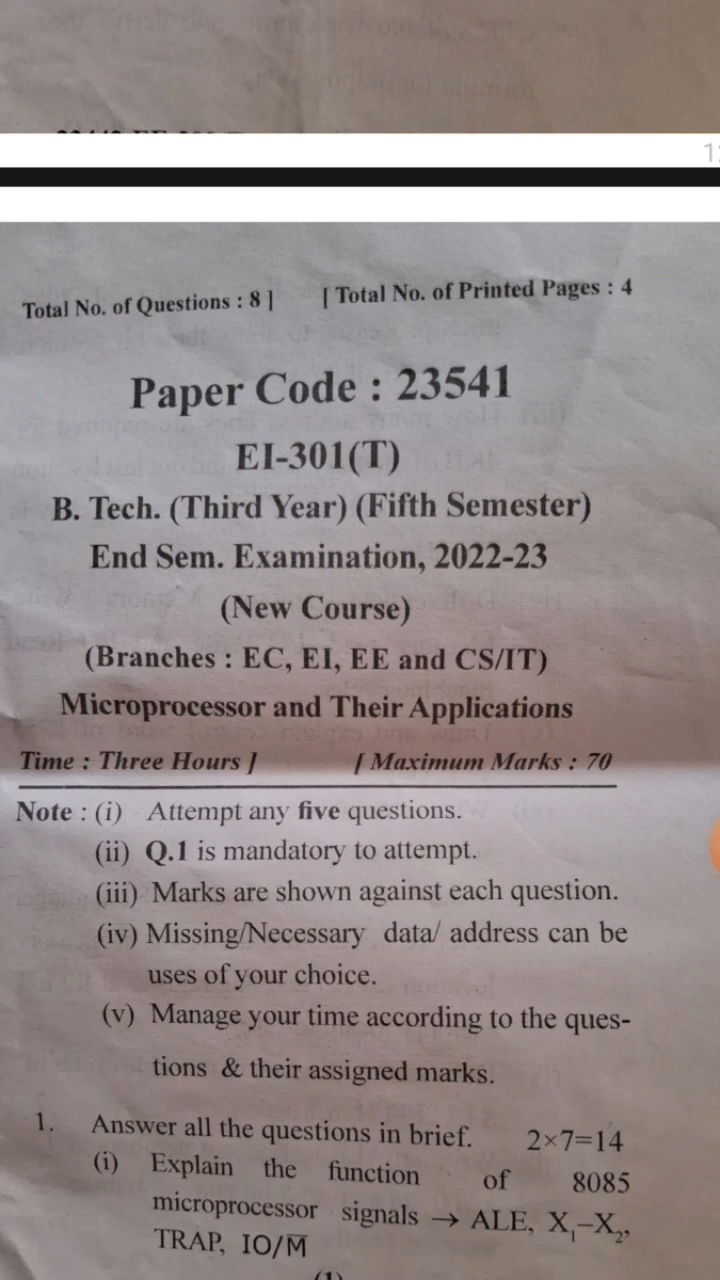 Total No. of Questions : 8 ] [ Total No. of Printed Pages : 4
Paper Code : 23541
EI-301(T)
B. Tech. (Third Year) (Fifth Semester)
End Sem. Examination, 2022-23
(New Course)
(Branches : EC, EI, EE and CS/IT)
Microprocessor and Their Applications
Time : Three Hours ] [ Maximum Marks : 70
Note : (i) Attempt any five questions.
(ii) Q.1 is mandatory to attempt.
(iii) Marks are shown against each question.
(iv) Missing/Necessary data/ address can be
uses of your choice.
(v) Manage your time according to the ques-
tions & their assigned marks.
1. Answer all the questions in brief. 2×7=14
(i) Explain the function of 8085
microprocessor signals → ALE, X₁–X₂,
TRAP, IO/M̅